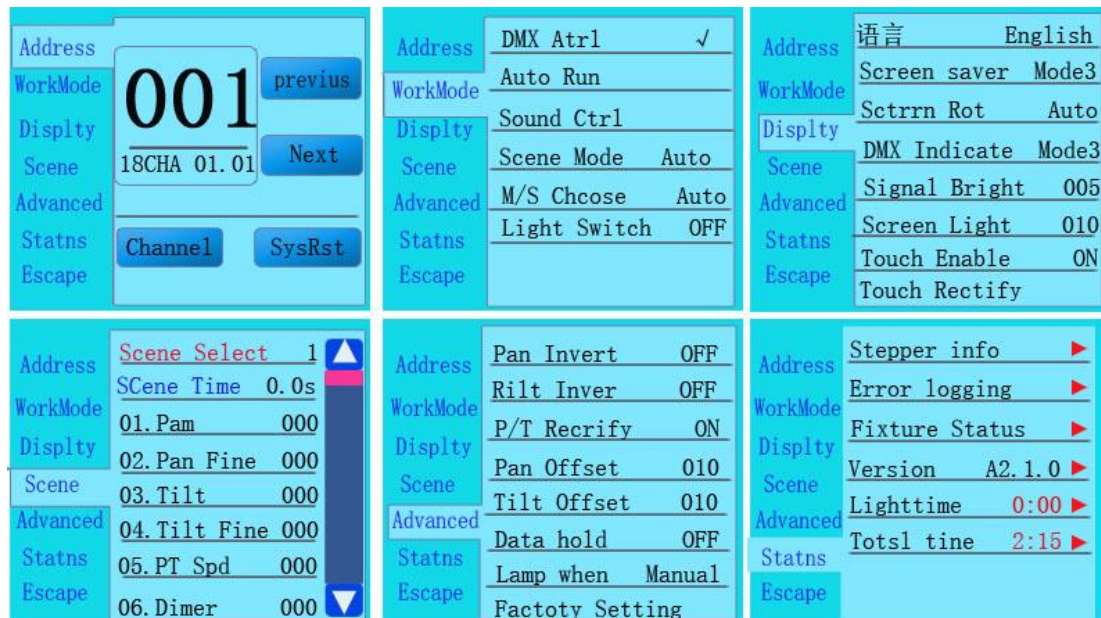 Address
WorkMode
Displty
Scene
Advanced
Statns
Escape
001
18CHA 01.01
previus
Next
Channel
SysRst
Address
WorkMode
Displty
Scene
Advanced
Statns
Escape
DMX Atrl √
Auto Run
Sound Ctrl
Scene Mode Auto
M/S Chcose Auto
Light Switch OFF
Address
WorkMode
Displty
Scene
Advanced
Statns
Escape
语言 English
Screen saver Mode3
Sctrrn Rot Auto
DMX Indicate Mode3
Signal Bright 005
Screen Light 010
Touch Enable ON
Touch Rectify
Address
WorkMode
Displty
Scene
Advanced
Statns
Escape
Scene Select 1
SCene Time 0.0s
01.Pam 000
02.Pan Fine 000
03.Tilt 000
04.Tilt Fine 000
05.PT Spd 000
06.Dimer 000
Address
WorkMode
Displty
Scene
Advanced
Statns
Escape
Pan Invert OFF
Rilt Inver OFF
P/T Recrify ON
Pan Offset 010
Tilt Offset 010
Data hold OFF
Lamp when Manual
Factoty Setting
Address
WorkMode
Displty
Scene
Advanced
Statns
Escape
Stepper info
Error logging
Fixture Status
Version A2.1.0
Lighttime 0:00
Totsl tine 2:15